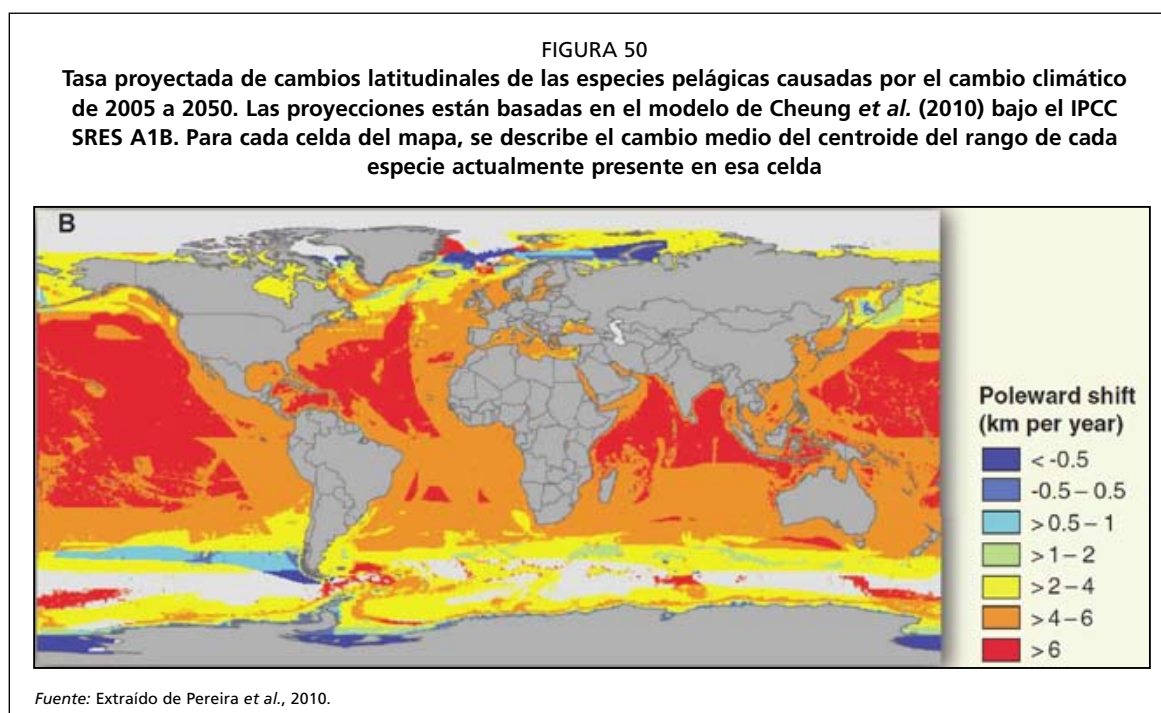 FIGURA 50
Tasa proyectada de cambios latitudinales de las especies pelágicas causadas por el cambio climático
de 2005 a 2050. Las proyecciones están basadas en el modelo de Cheung et al. (2010) bajo el IPCC
SRES A1B. Para cada celda del mapa, se describe el cambio medio del centroide del rango de cada
especie actualmente presente en esa celda
B
Poleward shift
(km per year)
< -0.5
-0.5 – 0.5
> 0.5 – 1
> 1 – 2
> 2 – 4
> 4 – 6
> 6
Fuente: Extraído de Pereira et al., 2010.